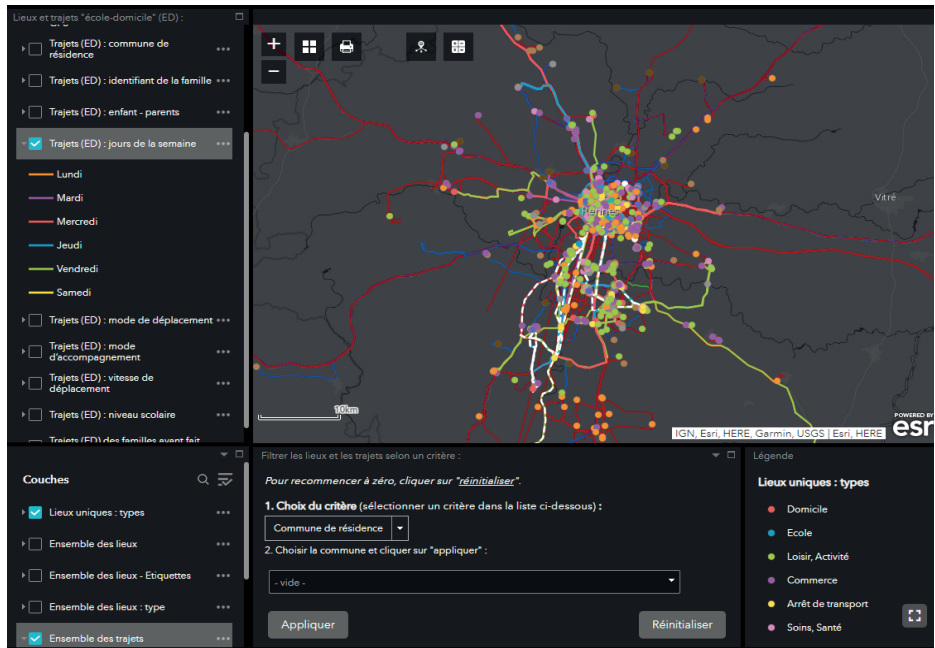 Lieux et trajets "école-domicile" (ED) :
Trajets (ED) : commune de
résidence
Trajets (ED) : identifiant de la famille
Trajets (ED) : enfant - parents
Trajets (ED) : jours de la semaine
Lundi
Mardi
Mercredi
Jeudi
Vendredi
Samedi
Trajets (ED) : mode de déplacement
Trajets (ED) : mode
d'accompagnement
Trajets (ED) : vitesse de
déplacement
Trajets (ED) : niveau scolaire
Trajets (ED) des familles ayant fait
Rennes
Vitré
10km
IGN, Esri, HERE, Garmin, USGS | Esri, HERE
POWERED BY
esri
Couches
Lieux uniques : types
Ensemble des lieux
Ensemble des lieux - Etiquettes
Ensemble des lieux : type
Ensemble des trajets
Filtrer les lieux et les trajets selon un critère :
Pour recommencer à zéro, cliquer sur "réinitialiser".
1. Choix du critère (sélectionner un critère dans la liste ci-dessous) :
Commune de résidence
2. Choisir la commune et cliquer sur "appliquer" :
- vide -
Appliquer
Réinitialiser
Légende
Lieux uniques : types
Domicile
Ecole
Loisir, Activité
Commerce
Arrêt de transport
Soins, Santé